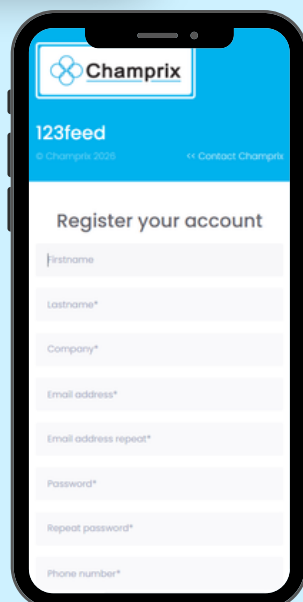 Champrix
123feed
© Champrix 2026
<< Contact Champrix
Register your account
Firstname
Lastname*
Company*
Email address*
Email address repeat*
Password*
Repeat password*
Phone number*